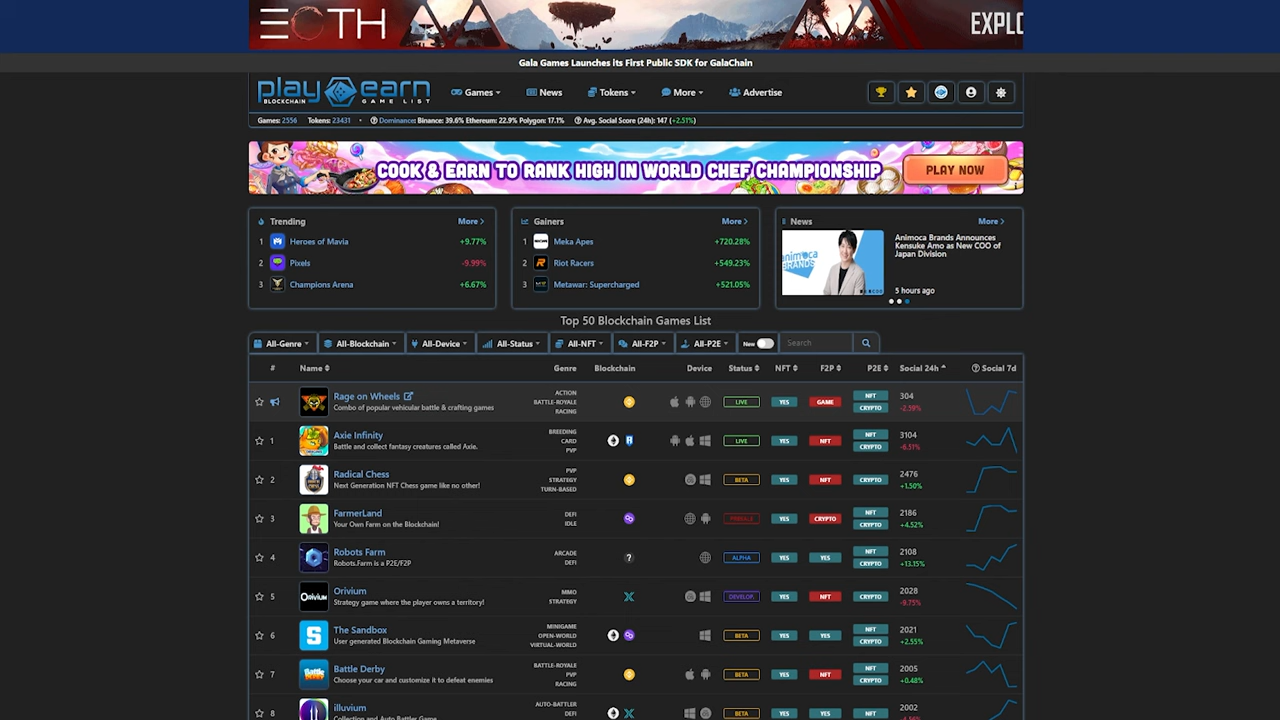 EXPLO
Gala Games Launches its First Public SDK for GalaChain
play earn
BLOCKCHAIN GAME LIST
Games
News
Tokens
More
Advertise
Games: 2556 Tokens: 23431 • Dominance: Binance: 39.6% Ethereum: 22.9% Polygon: 17.1% Avg. Social Score (24h): 147 (+2.51%)
COOK & EARN TO RANK HIGH IN WORLD CHEF CHAMPIONSHIP
PLAY NOW
Trending More
1 Heroes of Mavia +9.77%
2 Pixels -9.99%
3 Champions Arena +6.67%
Gainers More
1 Meka Apes +720.28%
2 Riot Racers +549.23%
3 Metawar: Supercharged +521.05%
News More
Animoca Brands Announces
Kensuke Amo as New COO of
Japan Division
5 hours ago
animoca
BRANDS
Top 50 Blockchain Games List
All-Genre All-Blockchain All-Device All-Status All-NFT All-F2P All-P2E New Search
# Name Genre Blockchain Device Status NFT F2P P2E Social 24h Social 7d
Rage on Wheels
Combo of popular vehicular battle & crafting games
ACTION
BATTLE-ROYALE
RACING
LIVE YES GAME
NFT
CRYPTO
304
-2.59%
1 Axie Infinity
Battle and collect fantasy creatures called Axie.
BREEDING
CARD
PVP
LIVE YES NFT
NFT
CRYPTO
3104
-6.51%
2 Radical Chess
Next Generation NFT Chess game like no other!
PVP
STRATEGY
TURN-BASED
BETA YES NFT CRYPTO
2476
+1.50%
3 FarmerLand
Your Own Farm on the Blockchain!
DEFI
IDLE
YES CRYPTO
NFT
CRYPTO
2186
+4.52%
4 Robots Farm
Robots.Farm is a P2E/F2P
ARCADE
DEFI
?
ALPHA YES YES
NFT
CRYPTO
2108
+13.15%
5 Orivium
Strategy game where the player owns a territory!
ORIVIUM
MMO
STRATEGY
DEVELOP. YES NFT CRYPTO
2028
-9.75%
6 The Sandbox
User generated Blockchain Gaming Metaverse
S
MINIGAME
OPEN-WORLD
VIRTUAL-WORLD
BETA YES YES
NFT
CRYPTO
2021
+2.55%
7 Battle Derby
Choose your car and customize it to defeat enemies
BATTLE-ROYALE
PVP
RACING
BETA YES NFT
NFT
CRYPTO
2005
+0.48%
8 illuvium
Collection and Auto Battler Game
AUTO-BATTLER
DEFI
BETA YES YES NFT
2002